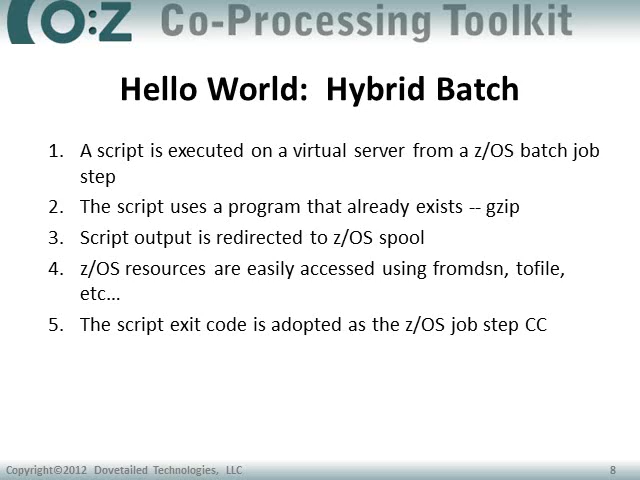 CO:Z Co-Processing Toolkit
Hello World: Hybrid Batch
1. A script is executed on a virtual server from a z/OS batch job
step
2. The script uses a program that already exists -- gzip
3. Script output is redirected to z/OS spool
4. z/OS resources are easily accessed using fromdsn, tofile,
etc...
5. The script exit code is adopted as the z/OS job step CC
Copyright©2012 Dovetailed Technologies, LLC 8